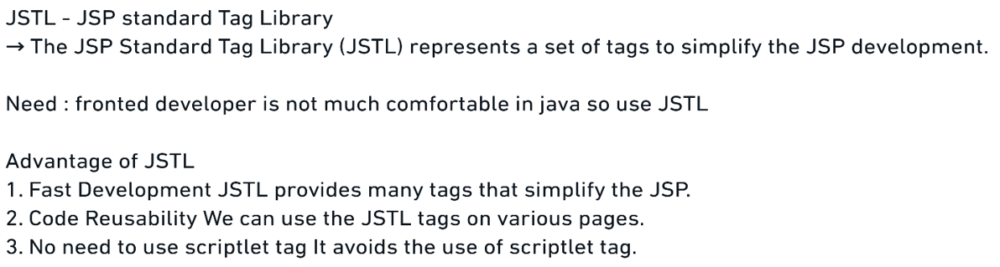 JSTL - JSP standard Tag Library
→ The JSP Standard Tag Library (JSTL) represents a set of tags to simplify the JSP development.
Need : fronted developer is not much comfortable in java so use JSTL
Advantage of JSTL
1. Fast Development JSTL provides many tags that simplify the JSP.
2. Code Reusability We can use the JSTL tags on various pages.
3. No need to use scriptlet tag It avoids the use of scriptlet tag.